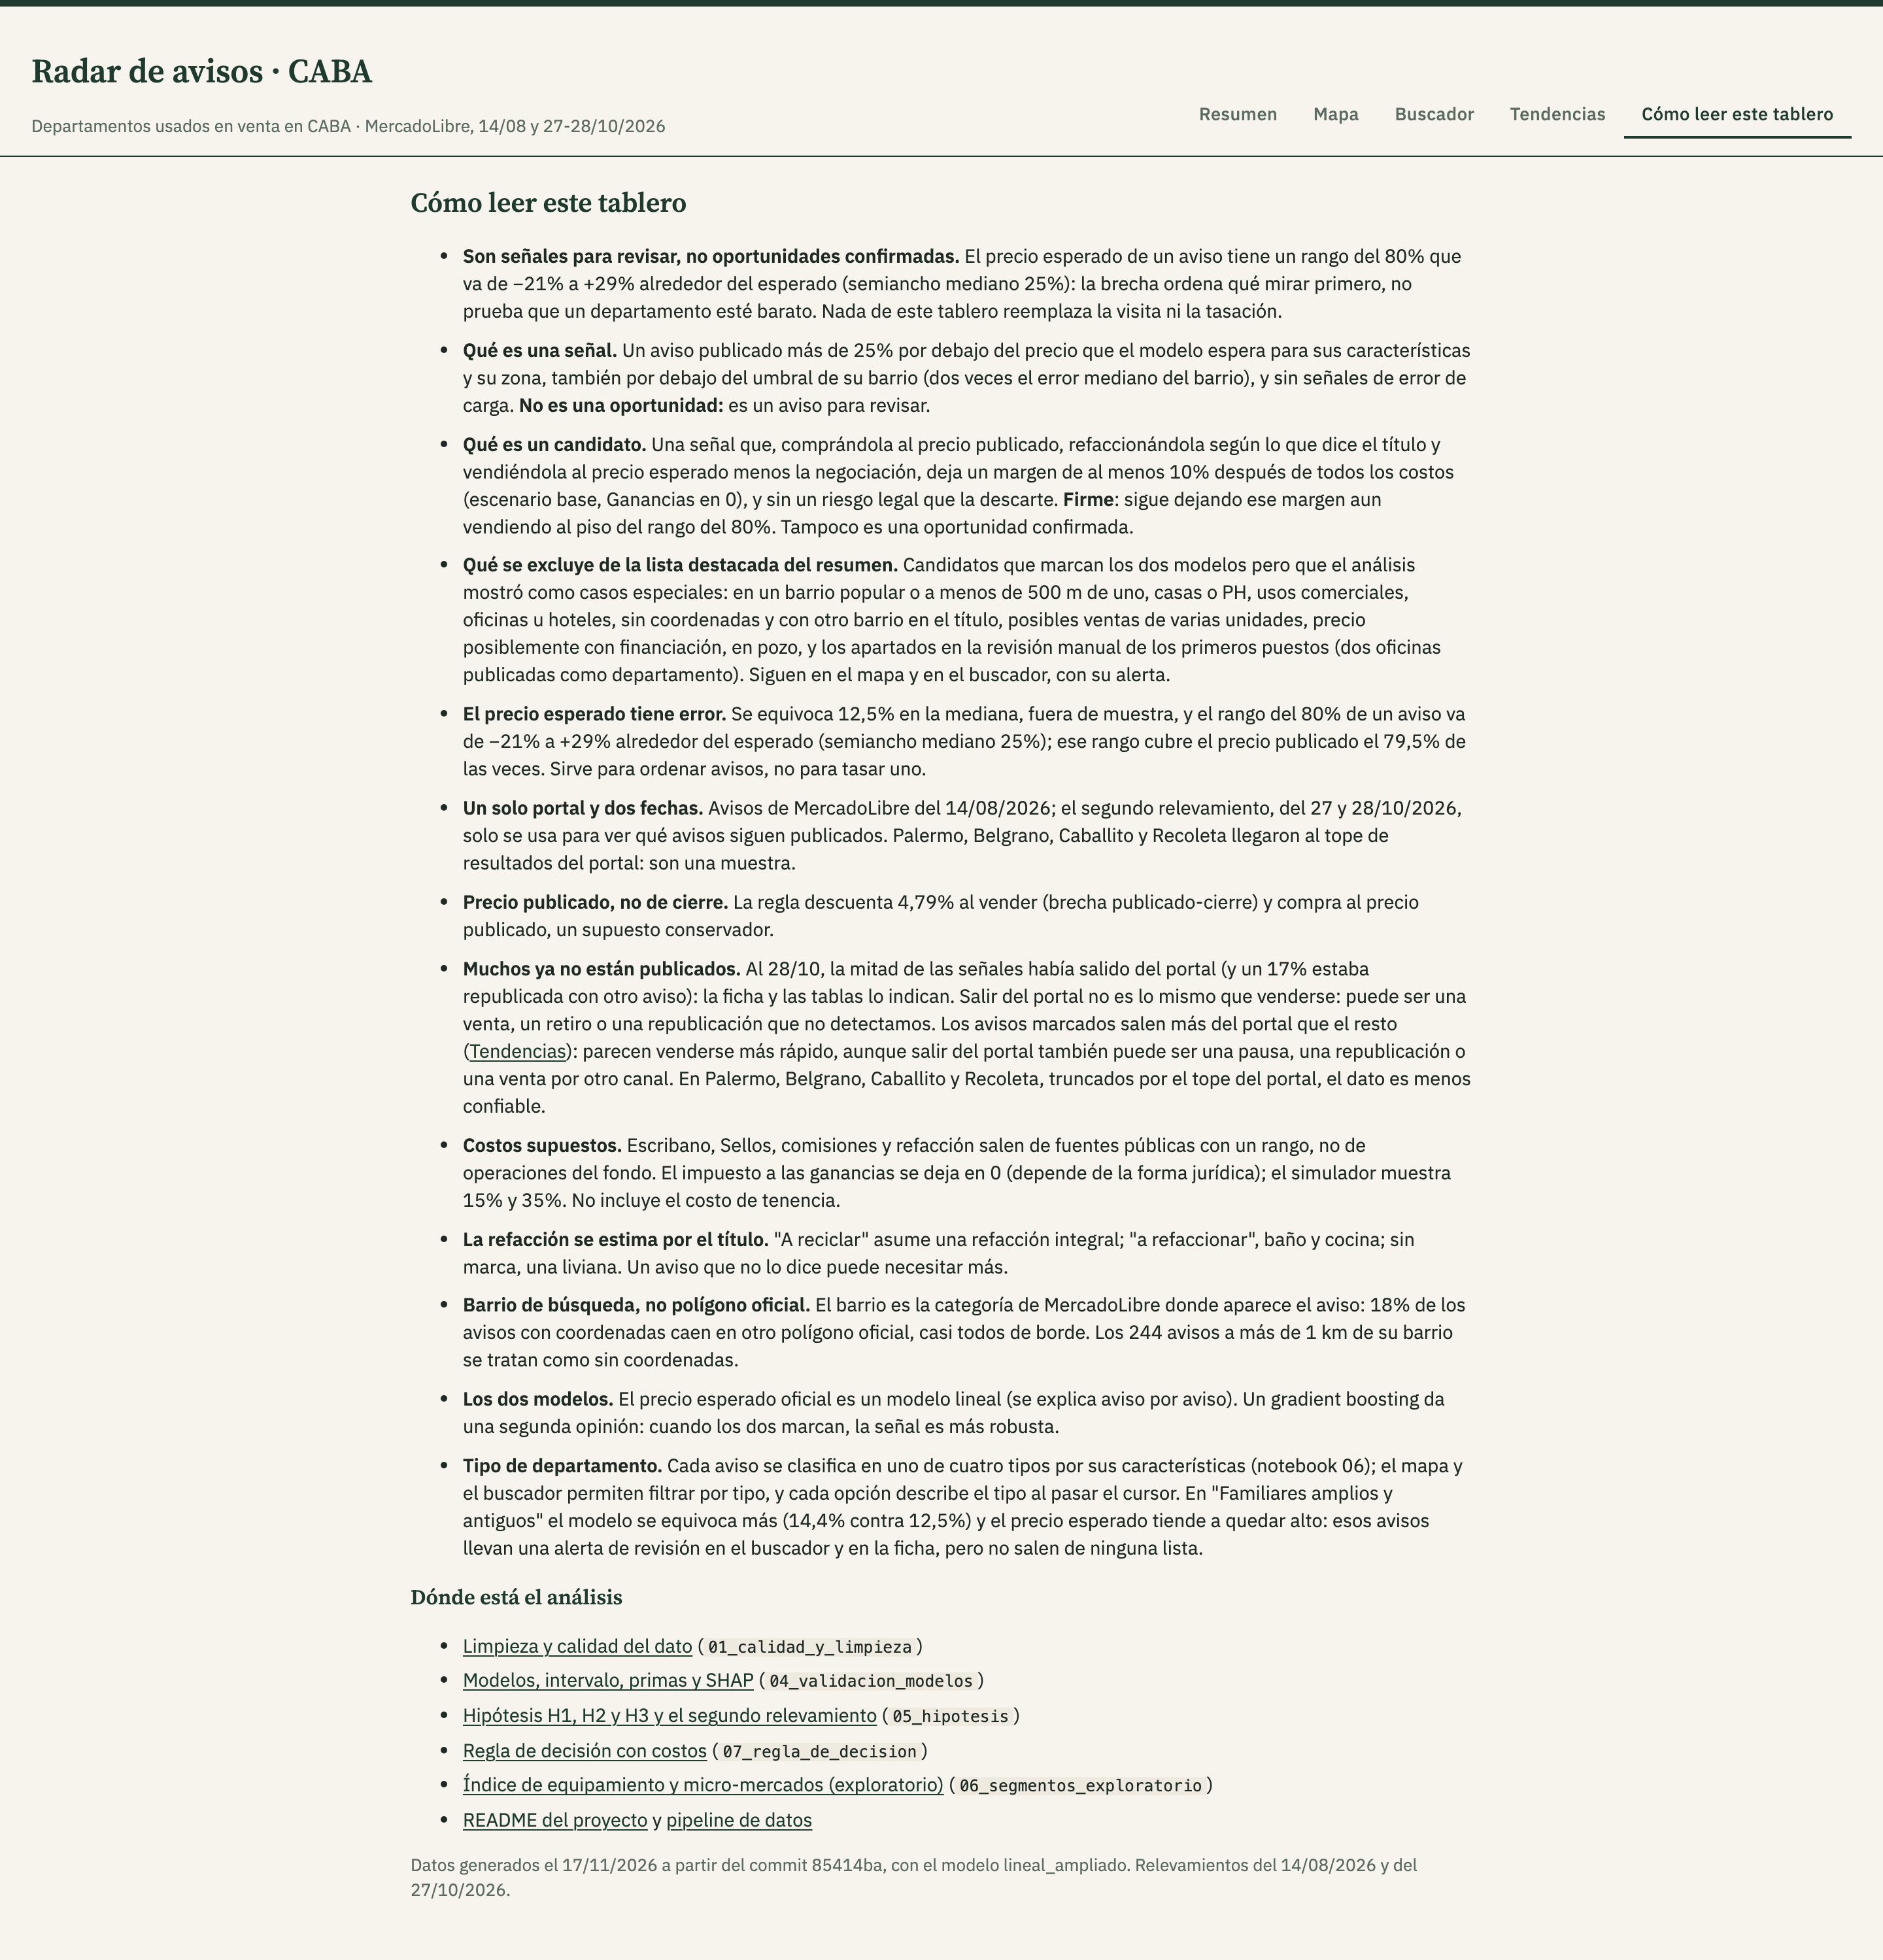 Radar de avisos · CABA
Departamentos usados en venta en CABA · MercadoLibre, 14/08 y 27-28/10/2026
Resumen Mapa Buscador Tendencias Cómo leer este tablero
Cómo leer este tablero
• Son señales para revisar, no oportunidades confirmadas. El precio esperado de un aviso tiene un rango del 80% que
va de −21% a +29% alrededor del esperado (semiancho mediano 25%): la brecha ordena qué mirar primero, no
prueba que un departamento esté barato. Nada de este tablero reemplaza la visita ni la tasación.
• Qué es una señal. Un aviso publicado más de 25% por debajo del precio que el modelo espera para sus características
y su zona, también por debajo del umbral de su barrio (dos veces el error mediano del barrio), y sin señales de error de
carga. No es una oportunidad: es un aviso para revisar.
• Qué es un candidato. Una señal que, comprándola al precio publicado, refaccionándola según lo que dice el título y
vendiéndola al precio esperado menos la negociación, deja un margen de al menos 10% después de todos los costos
(escenario base, Ganancias en 0), y sin un riesgo legal que la descarte. Firme: sigue dejando ese margen aun
vendiendo al piso del rango del 80%. Tampoco es una oportunidad confirmada.
• Qué se excluye de la lista destacada del resumen. Candidatos que marcan los dos modelos pero que el análisis
mostró como casos especiales: en un barrio popular o a menos de 500 m de uno, casas o PH, usos comerciales,
oficinas u hoteles, sin coordenadas y con otro barrio en el título, posibles ventas de varias unidades, precio
posiblemente con financiación, en pozo, y los apartados en la revisión manual de los primeros puestos (dos oficinas
publicadas como departamento). Siguen en el mapa y en el buscador, con su alerta.
• El precio esperado tiene error. Se equivoca 12,5% en la mediana, fuera de muestra, y el rango del 80% de un aviso va
de −21% a +29% alrededor del esperado (semiancho mediano 25%); ese rango cubre el precio publicado el 79,5% de
las veces. Sirve para ordenar avisos, no para tasar uno.
• Un solo portal y dos fechas. Avisos de MercadoLibre del 14/08/2026; el segundo relevamiento, del 27 y 28/10/2026,
solo se usa para ver qué avisos siguen publicados. Palermo, Belgrano, Caballito y Recoleta llegaron al tope de
resultados del portal: son una muestra.
• Precio publicado, no de cierre. La regla descuenta 4,79% al vender (brecha publicado-cierre) y compra al precio
publicado, un supuesto conservador.
• Muchos ya no están publicados. Al 28/10, la mitad de las señales había salido del portal (y un 17% estaba
republicada con otro aviso): la ficha y las tablas lo indican. Salir del portal no es lo mismo que venderse: puede ser una
venta, un retiro o una republicación que no detectamos. Los avisos marcados salen más del portal que el resto
(Tendencias): parecen venderse más rápido, aunque salir del portal también puede ser una pausa, una republicación o
una venta por otro canal. En Palermo, Belgrano, Caballito y Recoleta, truncados por el tope del portal, el dato es menos
confiable.
• Costos supuestos. Escribano, Sellos, comisiones y refacción salen de fuentes públicas con un rango, no de
operaciones del fondo. El impuesto a las ganancias se deja en 0 (depende de la forma jurídica); el simulador muestra
15% y 35%. No incluye el costo de tenencia.
• La refacción se estima por el título. "A reciclar" asume una refacción integral; "a refaccionar", baño y cocina; sin
marca, una liviana. Un aviso que no lo dice puede necesitar más.
• Barrio de búsqueda, no polígono oficial. El barrio es la categoría de MercadoLibre donde aparece el aviso: 18% de los
avisos con coordenadas caen en otro polígono oficial, casi todos de borde. Los 244 avisos a más de 1 km de su barrio
se tratan como sin coordenadas.
• Los dos modelos. El precio esperado oficial es un modelo lineal (se explica aviso por aviso). Un gradient boosting da
una segunda opinión: cuando los dos marcan, la señal es más robusta.
• Tipo de departamento. Cada aviso se clasifica en uno de cuatro tipos por sus características (notebook 06); el mapa y
el buscador permiten filtrar por tipo, y cada opción describe el tipo al pasar el cursor. En "Familiares amplios y
antiguos" el modelo se equivoca más (14,4% contra 12,5%) y el precio esperado tiende a quedar alto: esos avisos
llevan una alerta de revisión en el buscador y en la ficha, pero no salen de ninguna lista.
Dónde está el análisis
• Limpieza y calidad del dato (01_calidad_y_limpieza)
• Modelos, intervalo, primas y SHAP (04_validacion_modelos)
• Hipótesis H1, H2 y H3 y el segundo relevamiento (05_hipotesis)
• Regla de decisión con costos (07_regla_de_decision)
• Índice de equipamiento y micro-mercados (exploratorio) (06_segmentos_exploratorio)
• README del proyecto y pipeline de datos
Datos generados el 17/11/2026 a partir del commit 85414ba, con el modelo lineal_ampliado. Relevamientos del 14/08/2026 y del
27/10/2026.